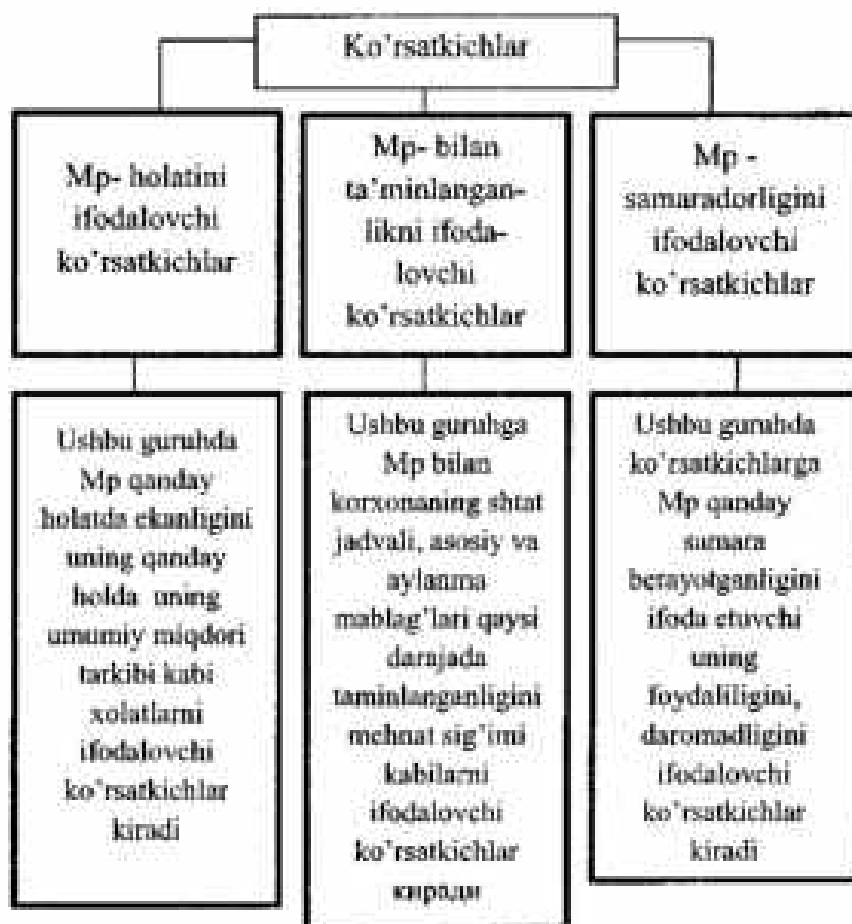 Ko'rsatkichlar
Mp- holatini
ifodalovchi
ko'rsatkichlar
Mp- bilan
ta'minlangan-
likni ifoda-
lovchi
ko'rsatkichlar
Mp -
samaradorligini
ifodalovchi
ko'rsatkichlar
Ushbu guruhda
Mp qanday
holatda ekanligini
uning qanday
holda uning
umumiy miqdori
tarkibi kabi
xolatlarni
ifodalovchi
ko'rsatkichlar
kiradi
Ushbu guruhga
Mp bilan
korxonaning shtat
jadvali, asosiy va
aylanma
mablag'lari qaysi
darajada
taminlanganligini
mehnat sig'imi
kabilarni
ifodalovchi
ko'rsatkichlar
киради
Ushbu guruhda
ko'rsatkichlarga
Mp qanday
samara
berayotganligini
ifoda etuvchi
uning
foydaliligini,
daromadligini
ifodalovchi
ko'rsatkichlar
kiradi